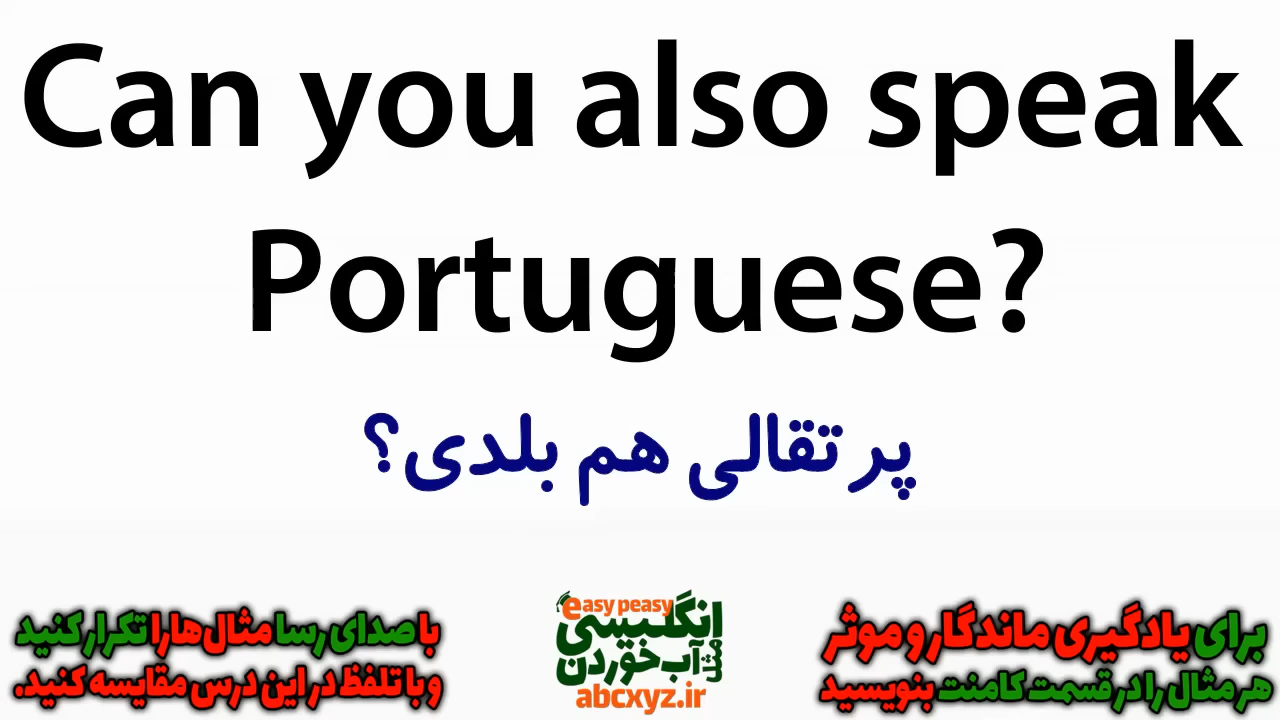 Can you also speak
Portuguese?
پرتقالی هم بلدی؟
برای یادگیری ماندگار و موثر
هر مثال را در قسمت کامنت بنویسید
easy peasy
انگلیسی
مثل آب خوردن
abcxyz.ir
با صدای رسا مثال‌ها را تکرار کنید
و با تلفظ در این درس مقایسه کنید.